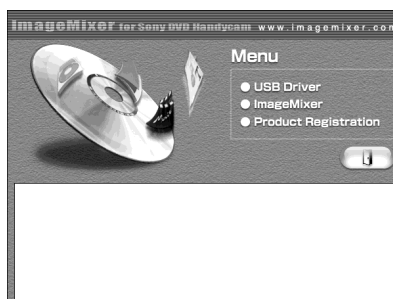 ImageMixer for Sony DVD Handycam www.imagemixer.com
Menu
USB Driver
ImageMixer
Product Registration